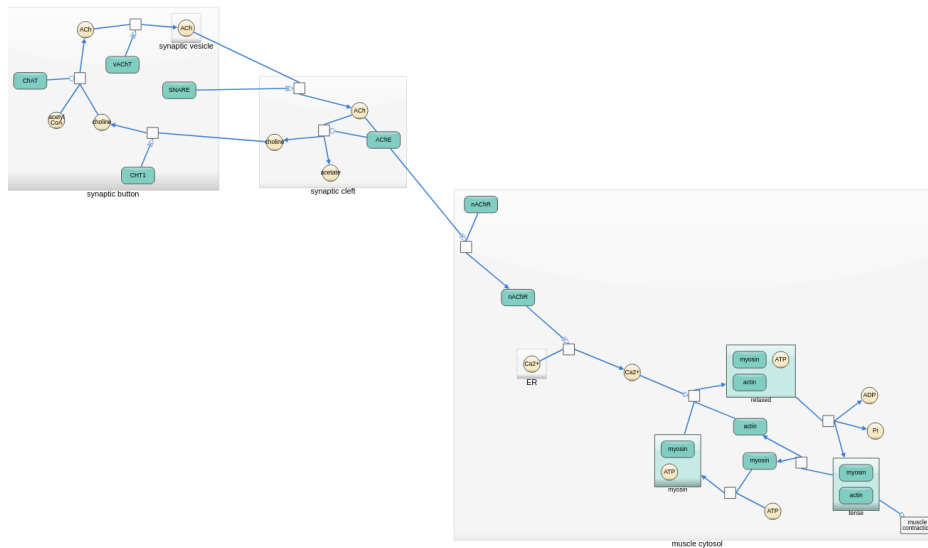 ACh
ACh
synaptic vesicle
vAChT
ChAT
SNARE
acetyl
CoA
choline
CHT1
synaptic button
ACh
choline
AChE
acetate
synaptic cleft
nAChR
nAChR
Ca2+
ER
Ca2+
myosin
ATP
actin
relaxed
ADP
Pi
actin
myosin
ATP
myosin
myosin
ATP
myosin
actin
tense
muscle
contractio
muscle cytosol